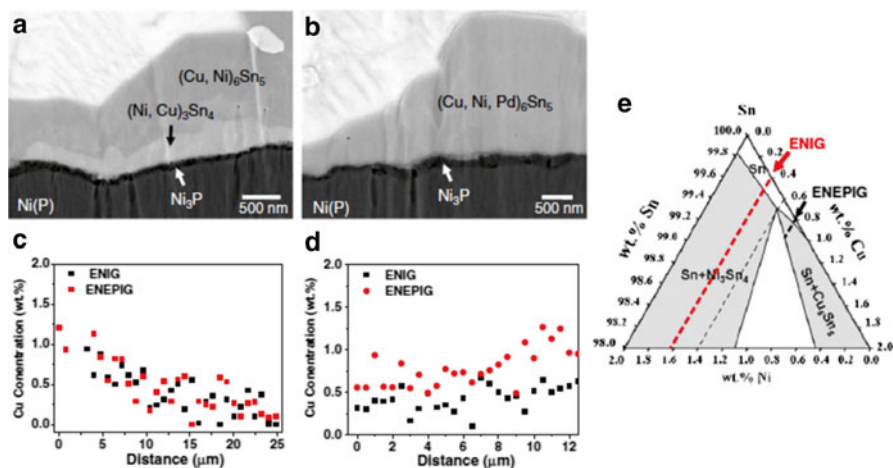 a
(Cu, Ni)6Sn5
(Ni, Cu)3Sn4
Ni3P
Ni(P)
500 nm
b
(Cu, Ni, Pd)6Sn5
Ni3P
Ni(P)
500 nm
c
2.0
1.5
1.0
0.5
0.0
Cu Conentration (wt.%)
ENIG
ENEPIG
0 5 10 15 20 25
Distance (μm)
d
2.0
1.5
1.0
0.5
0.0
Cu Conentration (wt.%)
ENIG
ENEPIG
0 2 4 6 8 10 12
Distance (μm)
e
Sn
100.0 0.0
99.8 0.2
99.6 0.4
99.4 0.6
99.2 0.8
99.0 1.0
98.8 1.2
98.6 1.4
98.4 1.6
98.2 1.8
98.0 2.0
wt.% Sn
wt.% Cu
ENIG
ENEPIG
Sn
Sn+Ni3Sn4
Sn+Cu6Sn5
2.0 1.8 1.6 1.4 1.2 1.0 0.8 0.6 0.4 0.2 0.0
wt.% Ni